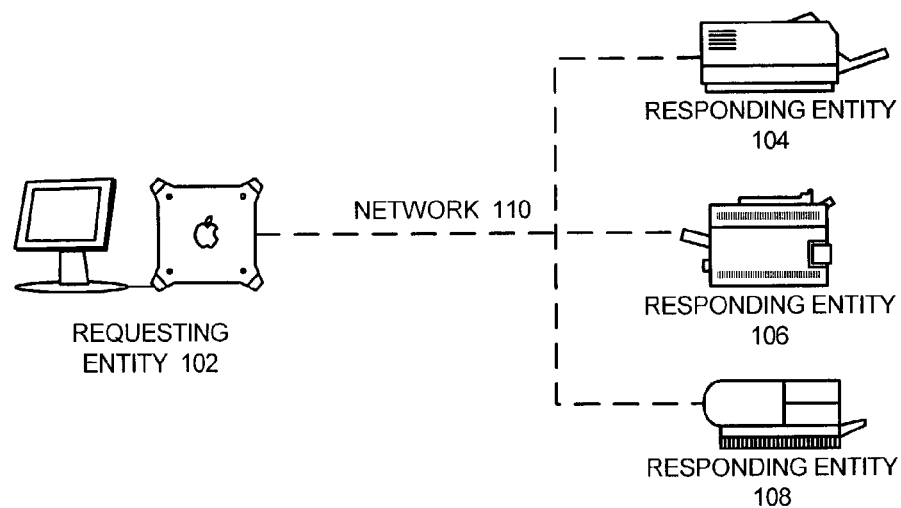 RESPONDING ENTITY
104
NETWORK 110
RESPONDING ENTITY
106
REQUESTING
ENTITY 102
RESPONDING ENTITY
108